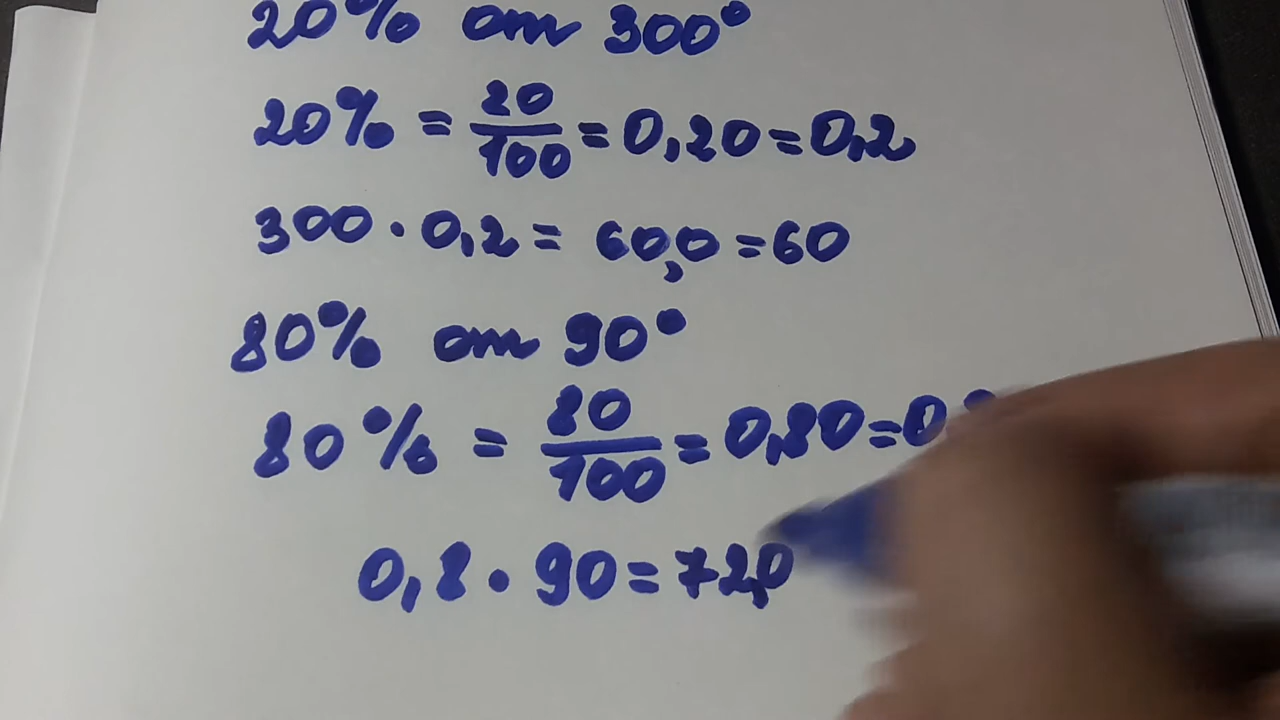 20% от 300°
20% = 20/100 = 0,20 = 0,2
300 · 0,2 = 60,0 = 60
80% от 90°
80% = 80/100 = 0,80 = 0
0,8 · 90 = 72,0